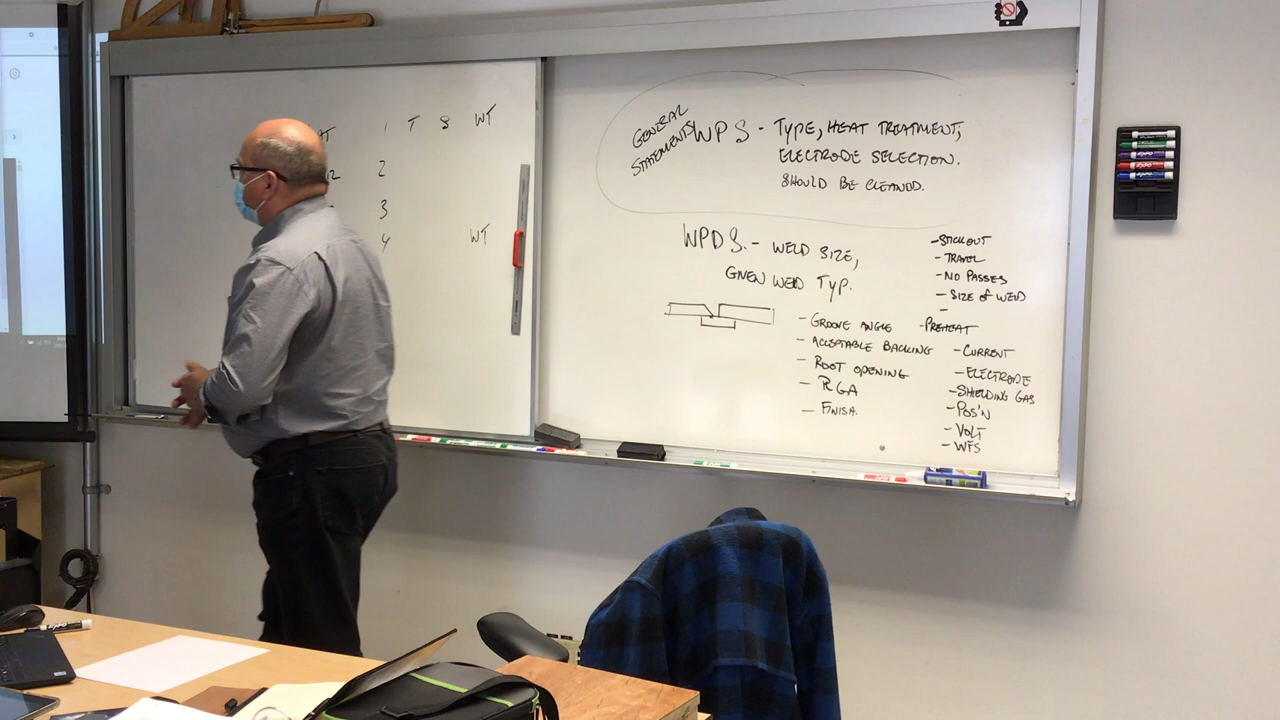 1 T S WT
2
3
4 WT
GENERAL
STATEMENTS
WPS - TYPE, HEAT TREATMENT,
ELECTRODE SELECTION.
SHOULD BE CLEANED.
WPDS. - WELD SIZE,
GIVEN WELD TYP.
- GROOVE ANGLE
- ACCEPTABLE BACKING
- ROOT OPENING
- RGA
- FINISH.
- STICKOUT
- TRAVEL
- NO PASSES
- SIZE OF WELD
-
- PREHEAT
- CURRENT
- ELECTRODE
- SHIELDING GAS
- POS'N
- VOLT
- WFS